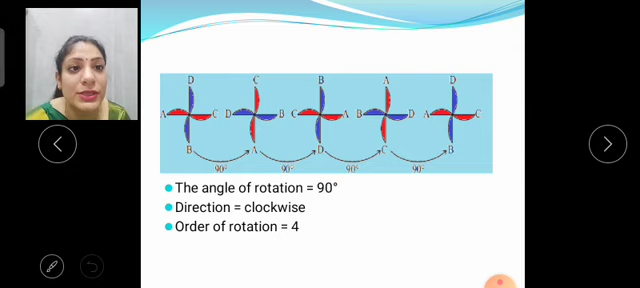 D C B A D
A C D B C A B D A C
B A D C B
90° 90° 90° 90°
The angle of rotation = 90°
Direction = clockwise
Order of rotation = 4